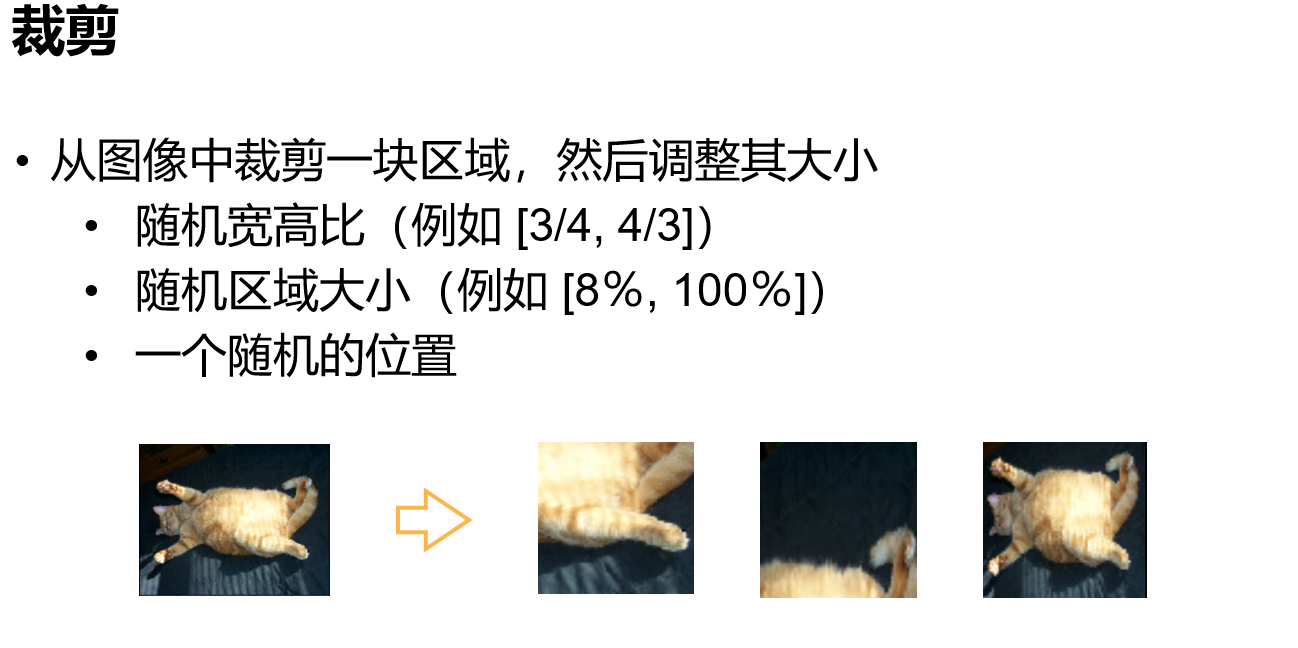 裁剪
• 从图像中裁剪一块区域，然后调整其大小
• 随机宽高比（例如 [3/4, 4/3]）
• 随机区域大小（例如 [8%, 100%]）
• 一个随机的位置